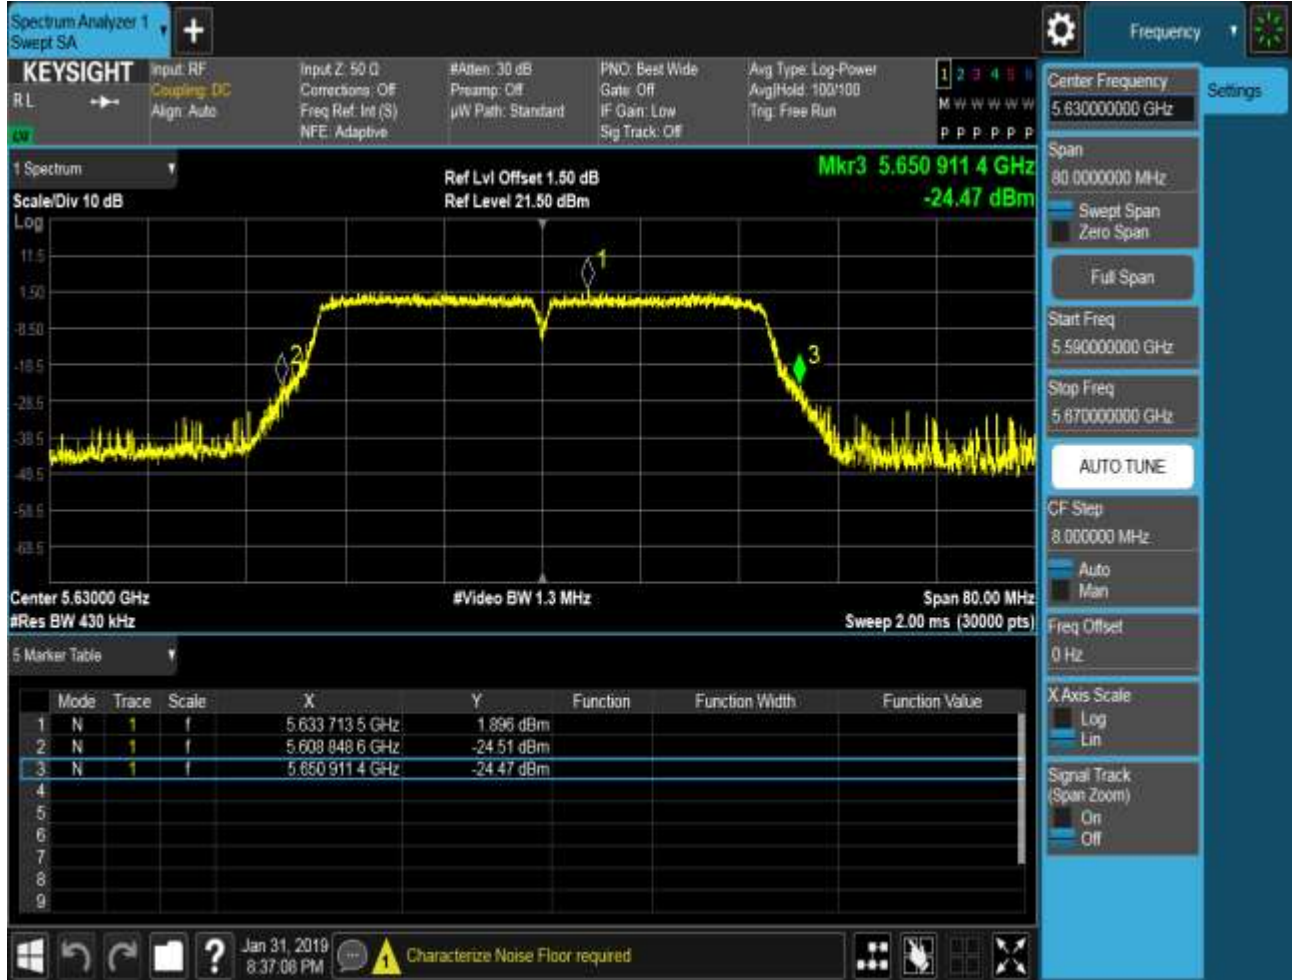 Spectrum Analyzer 1
Swept SA
+
Frequency
KEYSIGHT
RL
Input: RF
Coupling: DC
Align: Auto
Input Z: 50 Ω
Corrections: Off
Freq Ref: Int (S)
NFE: Adaptive
#Atten: 30 dB
Preamp: Off
µW Path: Standard
PNO: Best Wide
Gate: Off
IF Gain: Low
Sig Track: Off
Avg Type: Log-Power
Avg|Hold: 100/100
Trig: Free Run
1 2 3 4 5 6
M W W W W W
P P P P P P
1 Spectrum
Scale/Div 10 dB
Ref Lvl Offset 1.50 dB
Ref Level 21.50 dBm
Mkr3 5.650 911 4 GHz
-24.47 dBm
Log
11.5
1.50
-8.50
-18.5
-28.5
-38.5
-48.5
-58.5
-68.5
1
2
3
Center 5.63000 GHz
#Video BW 1.3 MHz
Span 80.00 MHz
#Res BW 430 kHz
Sweep 2.00 ms (30000 pts)
5 Marker Table
Mode Trace Scale X Y Function Function Width Function Value
1 N 1 f 5.633 713 5 GHz 1.896 dBm
2 N 1 f 5.608 848 6 GHz -24.51 dBm
3 N 1 f 5.650 911 4 GHz -24.47 dBm
4
5
6
7
8
9
Center Frequency
5.630000000 GHz
Settings
Span
80.0000000 MHz
Swept Span
Zero Span
Full Span
Start Freq
5.590000000 GHz
Stop Freq
5.670000000 GHz
AUTO TUNE
CF Step
8.000000 MHz
Auto
Man
Freq Offset
0 Hz
X Axis Scale
Log
Lin
Signal Track
(Span Zoom)
On
Off
?
Jan 31, 2019
8:37:08 PM
1
Characterize Noise Floor required